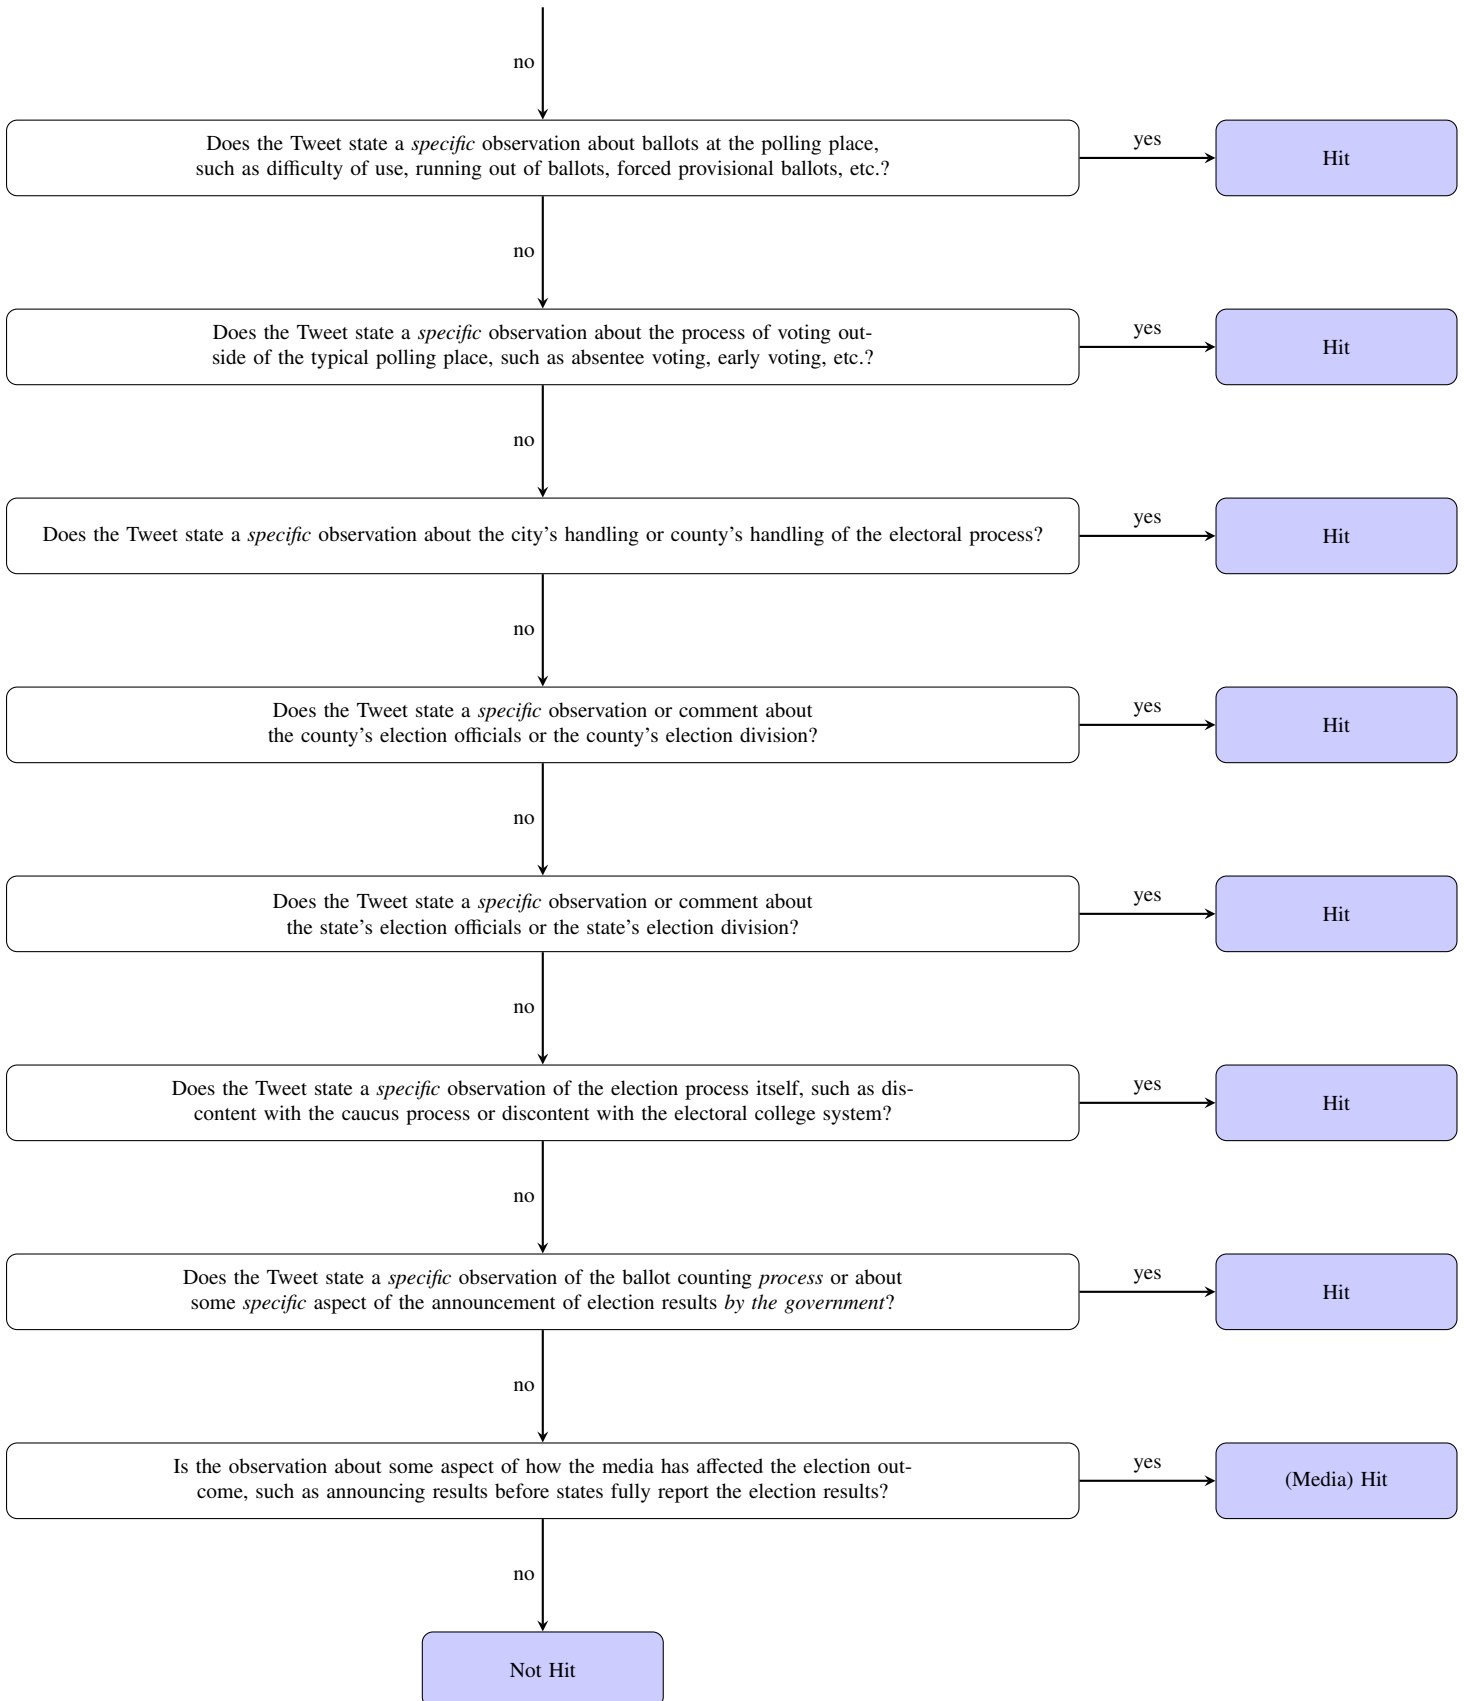 no
Does the Tweet state a specific observation about ballots at the polling place,
such as difficulty of use, running out of ballots, forced provisional ballots, etc.?
yes
Hit
no
Does the Tweet state a specific observation about the process of voting out-
side of the typical polling place, such as absentee voting, early voting, etc.?
yes
Hit
no
Does the Tweet state a specific observation about the city's handling or county's handling of the electoral process?
yes
Hit
no
Does the Tweet state a specific observation or comment about
the county's election officials or the county's election division?
yes
Hit
no
Does the Tweet state a specific observation or comment about
the state's election officials or the state's election division?
yes
Hit
no
Does the Tweet state a specific observation of the election process itself, such as dis-
content with the caucus process or discontent with the electoral college system?
yes
Hit
no
Does the Tweet state a specific observation of the ballot counting process or about
some specific aspect of the announcement of election results by the government?
yes
Hit
no
Is the observation about some aspect of how the media has affected the election out-
come, such as announcing results before states fully report the election results?
yes
(Media) Hit
no
Not Hit